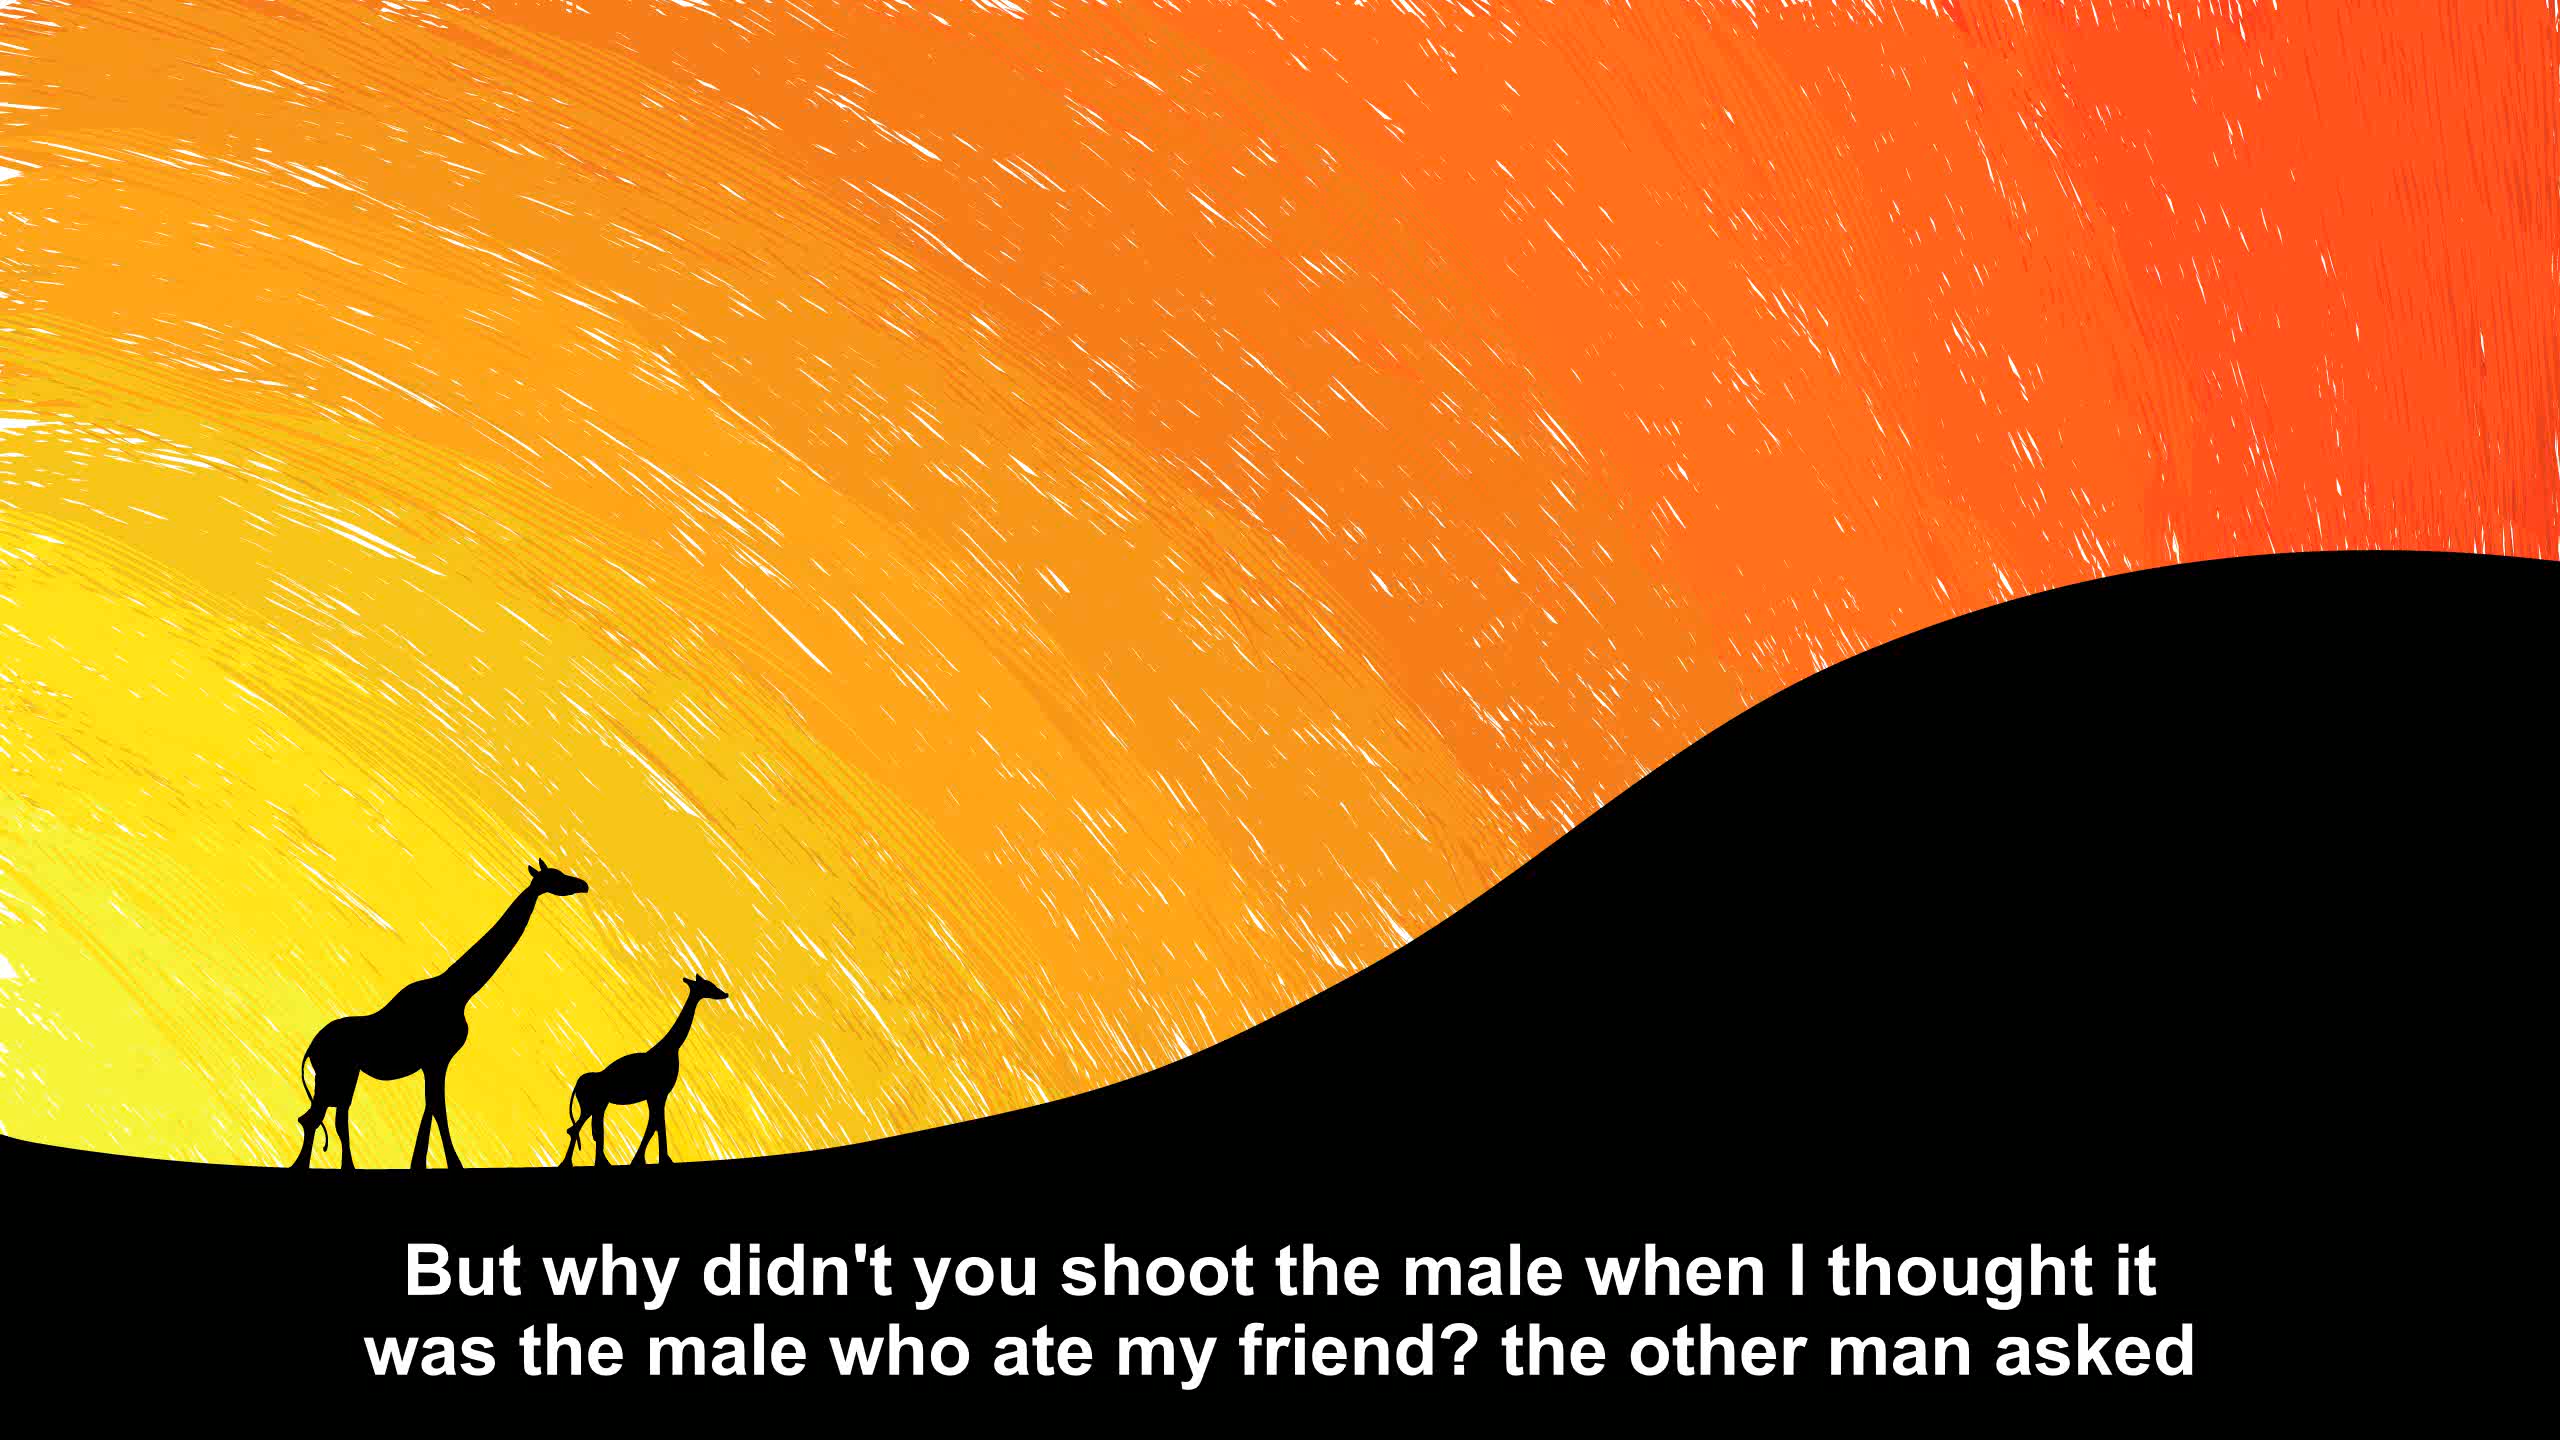 But why didn't you shoot the male when I thought it
was the male who ate my friend? the other man asked